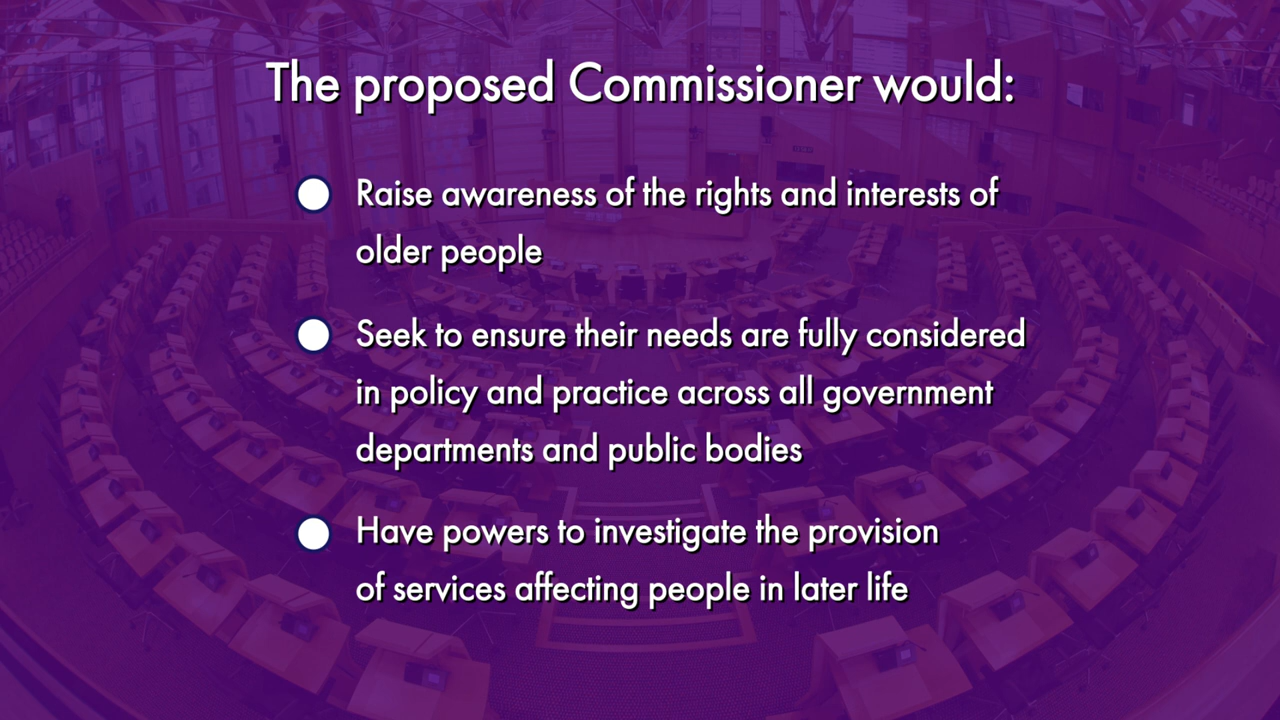 The proposed Commissioner would:
Raise awareness of the rights and interests of
older people
Seek to ensure their needs are fully considered
in policy and practice across all government
departments and public bodies
Have powers to investigate the provision
of services affecting people in later life